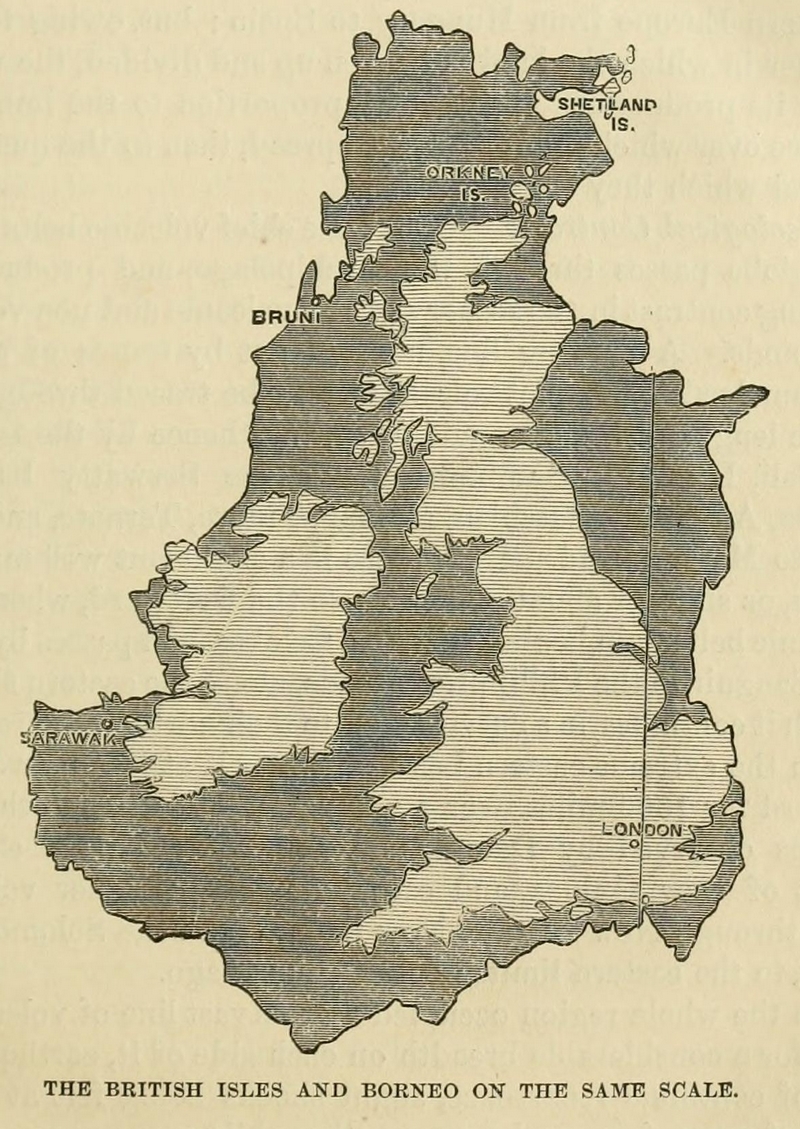 SHETLAND
IS.
ORKNEY
IS.
BRUNI
SARAWAK
LONDON
THE BRITISH ISLES AND BORNEO ON THE SAME SCALE.